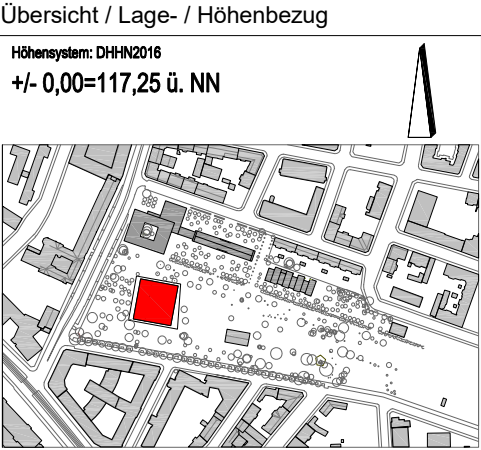 Übersicht / Lage- / Höhenbezug
Höhensystem: DHHN2016
+/- 0,00=117,25 ü. NN